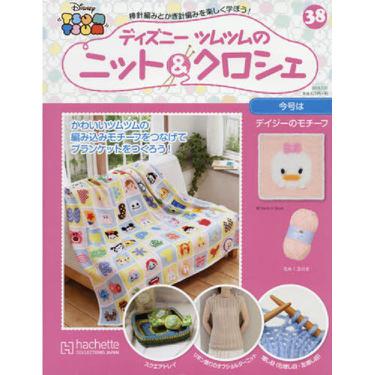 Disney
TSUM TSUM
棒針編みとかぎ針編みを楽しく学ぼう!
38
ディズニー ツムツムの
ニット&クロシェ
今号は
デイジーのモチーフ
かわいいツムツムの
編み込みモチーフをつなげて
ブランケットをつくろう!
hachette
COLLECTIONS JAPAN
スクエアトレイ